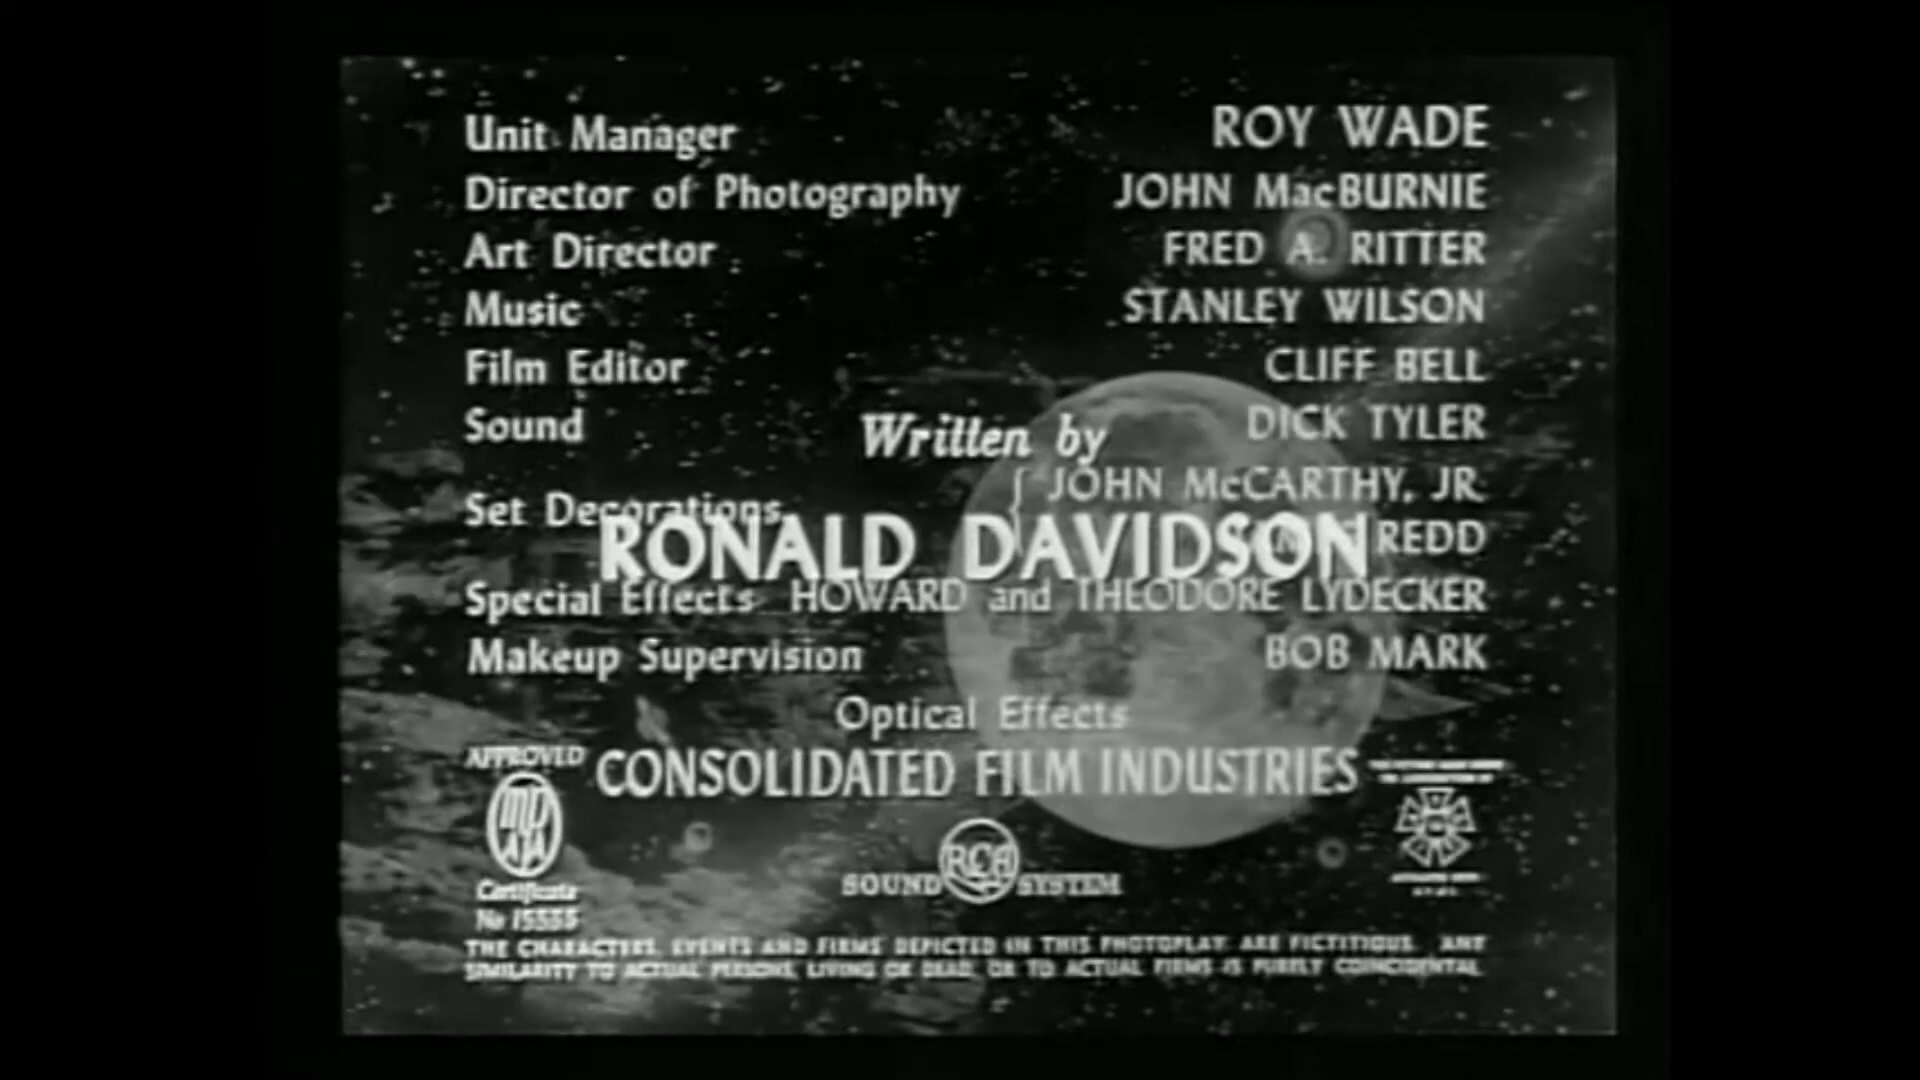 Unit Manager ROY WADE
Director of Photography JOHN MacBURNIE
Art Director FRED A. RITTER
Music STANLEY WILSON
Film Editor CLIFF BELL
Sound DICK TYLER
Written by
JOHN McCARTHY, JR.
Set Decorations
RONALD DAVIDSON
REDD
Special Effects HOWARD and THEODORE LYDECKER
Makeup Supervision BOB MARK
Optical Effects
CONSOLIDATED FILM INDUSTRIES
APPROVED
MPAA
Certificate
No 15555
RCA
SOUND SYSTEM
THE CHARACTERS, EVENTS AND FIRMS DEPICTED IN THIS PHOTOPLAY ARE FICTITIOUS. ANY
SIMILARITY TO ACTUAL PERSONS, LIVING OR DEAD, OR TO ACTUAL FIRMS IS PURELY COINCIDENTAL.